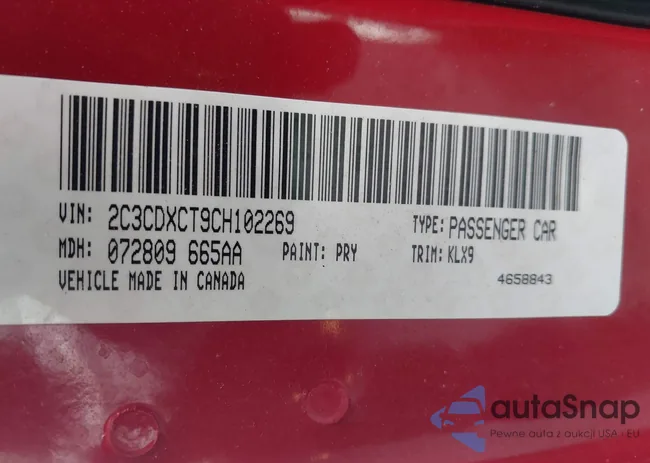 VIN: 2C3CDXCT9CH102269 TYPE: PASSENGER CAR
MDH: 072809 665AA PAINT: PRY TRIM: KLX9
VEHICLE MADE IN CANADA 4658843
autaSnap
Pewne auta z aukcji USA i EU